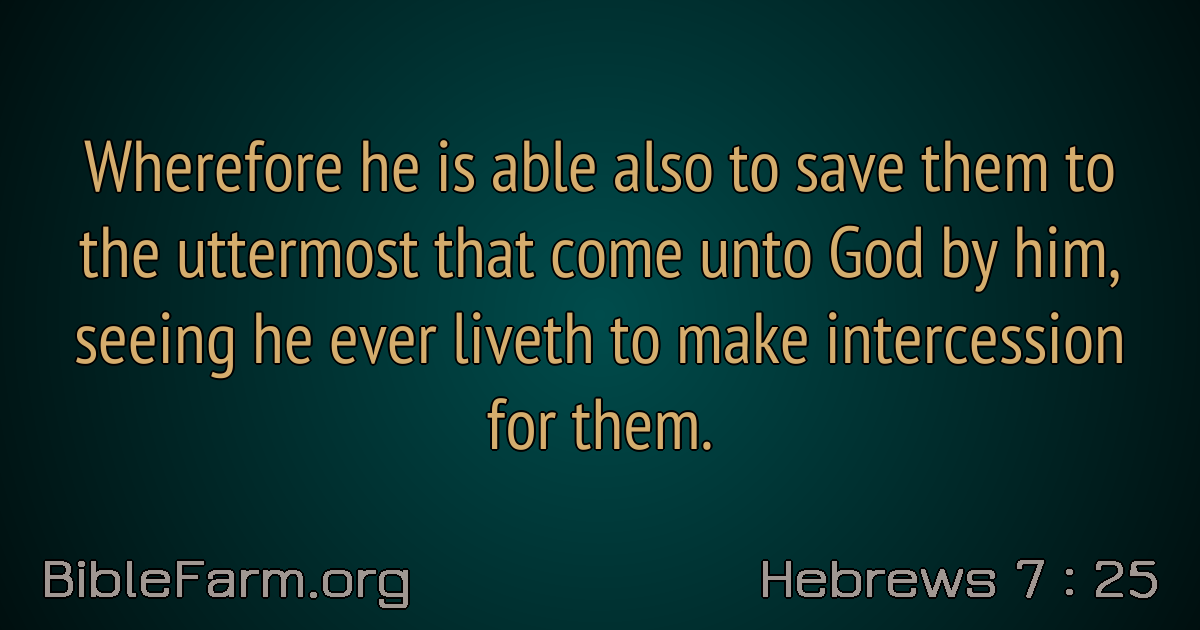 Wherefore he is able also to save them to
the uttermost that come unto God by him,
seeing he ever liveth to make intercession
for them.
BibleFarm.org
Hebrews 7 : 25